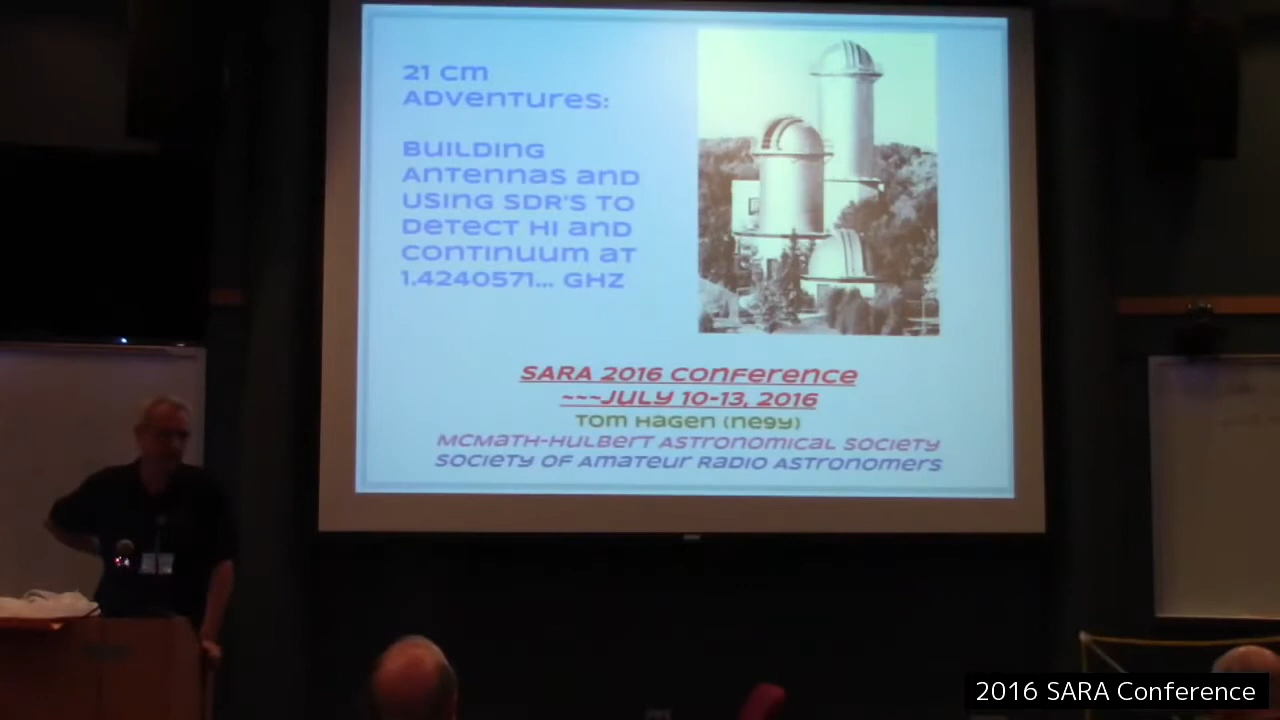 21 cm
Adventures:
Building
Antennas and
Using SDR's to
Detect HI and
Continuum at
1.4240571... GHz
SARA 2016 Conference
~~~July 10-13, 2016
Tom Hagen (NE9Y)
McMath-Hulbert Astronomical Society
Society of Amateur Radio Astronomers
2016 SARA Conference